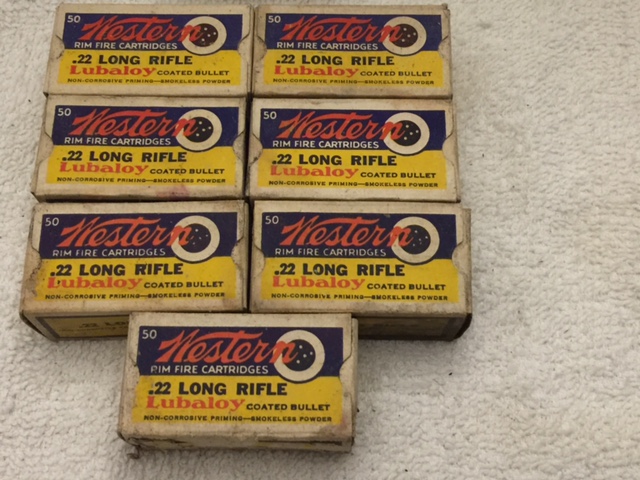 50
Western
RIM FIRE CARTRIDGES
.22 LONG RIFLE
Lubaloy COATED BULLET
NON-CORROSIVE PRIMING—SMOKELESS POWDER
50
Western
RIM FIRE CARTRIDGES
.22 LONG RIFLE
Lubaloy COATED BULLET
NON-CORROSIVE PRIMING—SMOKELESS POWDER
50
Western
RIM FIRE CARTRIDGES
.22 LONG RIFLE
Lubaloy COATED BULLET
NON-CORROSIVE PRIMING—SMOKELESS POWDER
50
Western
RIM FIRE CARTRIDGES
.22 LONG RIFLE
Lubaloy COATED BULLET
NON-CORROSIVE PRIMING—SMOKELESS POWDER
50
Western
RIM FIRE CARTRIDGES
.22 LONG RIFLE
Lubaloy COATED BULLET
NON-CORROSIVE PRIMING—SMOKELESS POWDER
.22 LONG
50
Western
RIM FIRE CARTRIDGES
.22 LONG RIFLE
Lubaloy COATED BULLET
NON-CORROSIVE PRIMING—SMOKELESS POWDER
50
Western
RIM FIRE CARTRIDGES
.22 LONG RIFLE
Lubaloy COATED BULLET
NON-CORROSIVE PRIMING—SMOKELESS POWDER